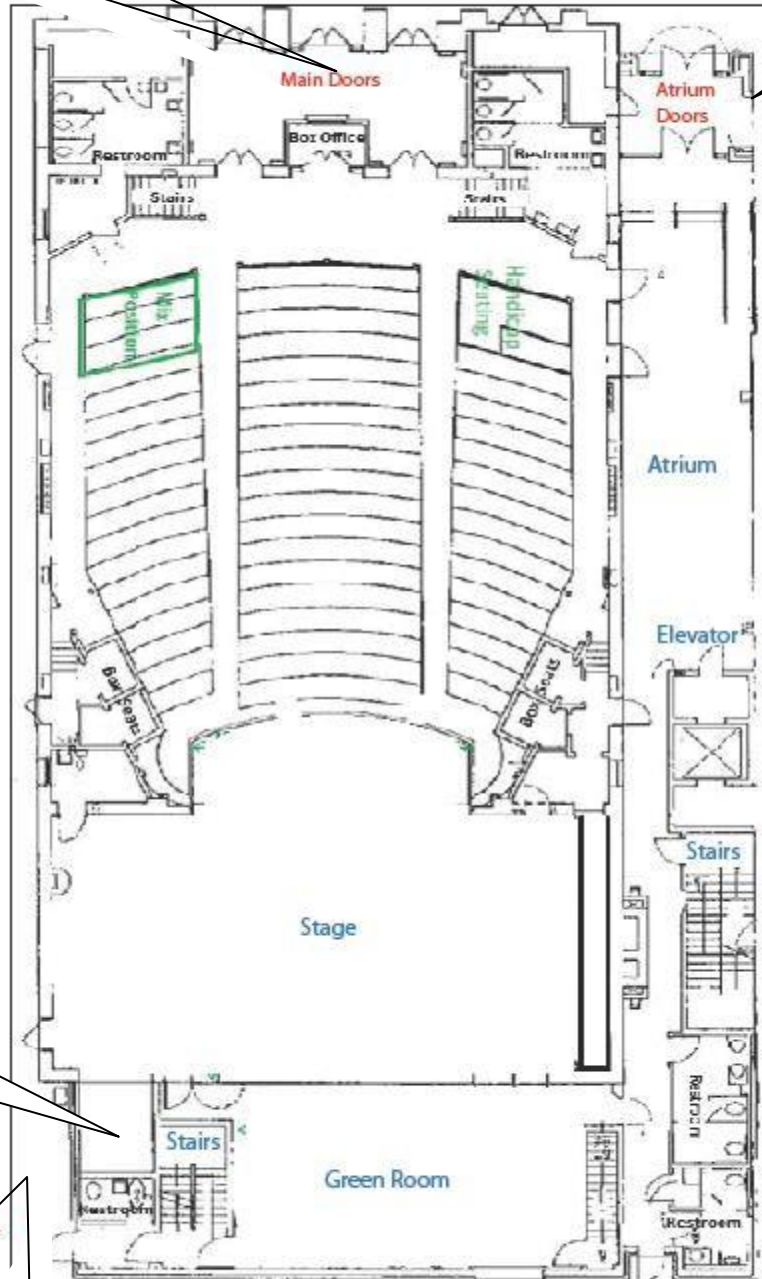 Main Doors
Atrium
Doors
Box Office
Restroom
Restroom
Stairs
Stairs
Mix
Position
Handicap
Seating
Atrium
Elevator
Box Seating
Box Seats
Stairs
Stage
Restroom
Stairs
Green Room
Restroom
Restroom